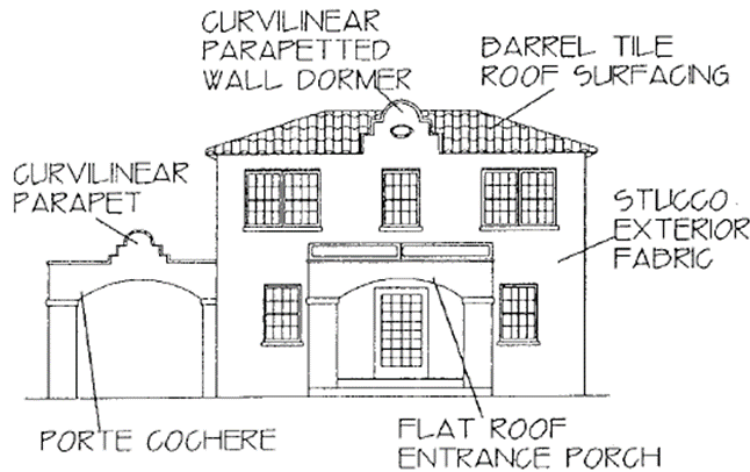 CURVILINEAR
PARAPETTED
WALL DORMER
BARREL TILE
ROOF SURFACING
CURVILINEAR
PARAPET
STUCCO
EXTERIOR
FABRIC
PORTE COCHERE
FLAT ROOF
ENTRANCE PORCH